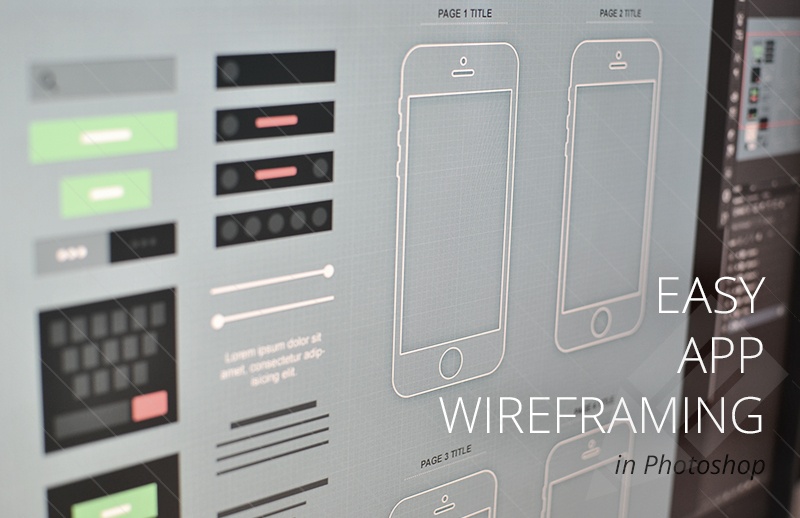 PAGE 1 TITLE
PAGE 2 TITLE
Lorem ipsum dolor sit
amet, consectetur adip-
isicing elit.
EASY
APP
WIREFRAMING
in Photoshop
PAGE 3 TITLE